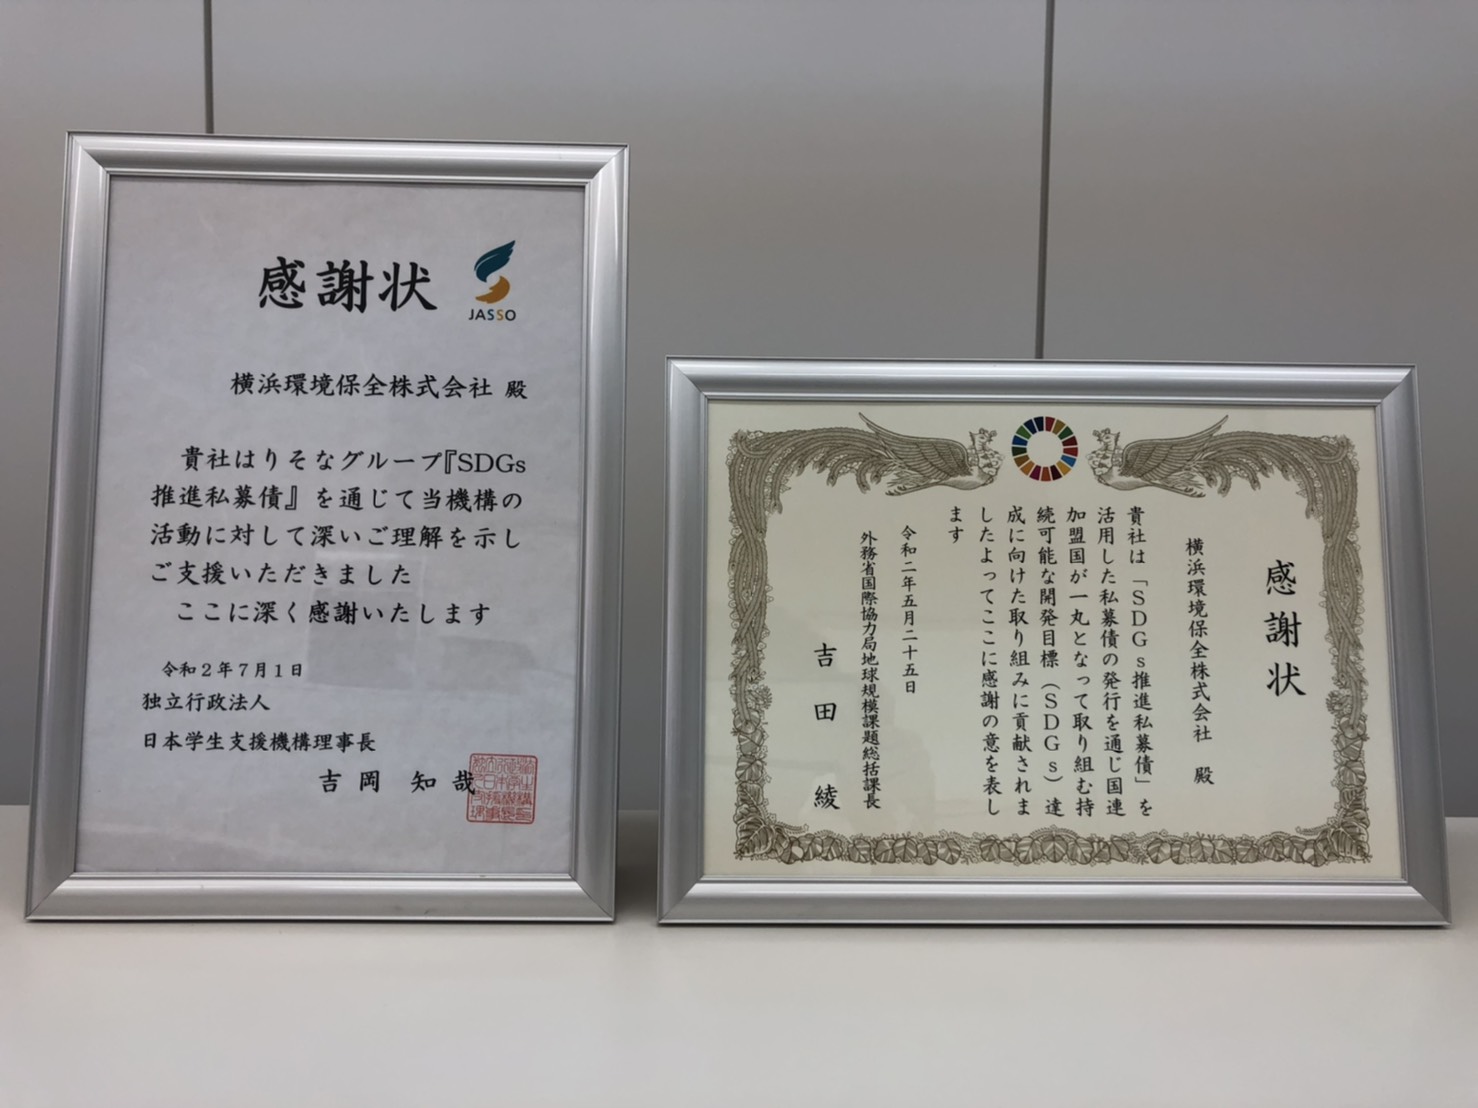 感謝状
JASSO
横浜環境保全株式会社 殿
貴社はりそなグループ『SDGs
推進私募債』を通じて当機構の
活動に対して深いご理解を示し
ご支援いただきました
ここに深く感謝いたします
令和２年７月１日
独立行政法人
日本学生支援機構理事長
吉岡 知哉
感謝状
横浜環境保全株式会社 殿
貴社は「SDGs推進私募債」を
活用した私募債の発行を通じ国連
加盟国が一丸となって取り組む持
続可能な開発目標（SDGs）達
成に向けた取り組みに貢献されま
したよってここに感謝の意を表し
ます
令和二年五月二十五日
外務省国際協力局地球規模課題総括課長
吉田 綾